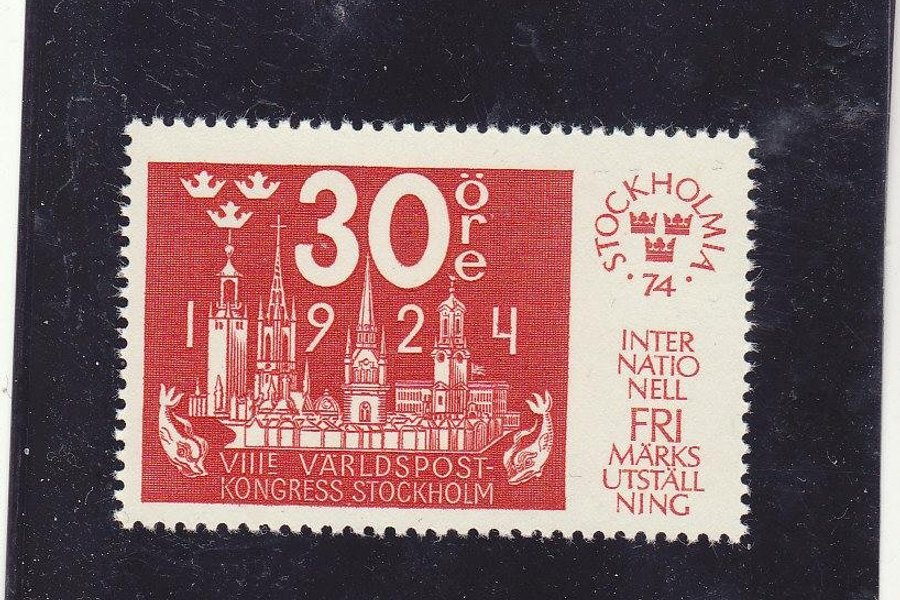 30 öre
1 9 2 4
VIIIE VÄRLDSPOST-
KONGRESS STOCKHOLM
·STOCKHOLMIA·
74
INTER
NATIO
NELL
FRI
MÄRKS
UTSTÄLL
NING